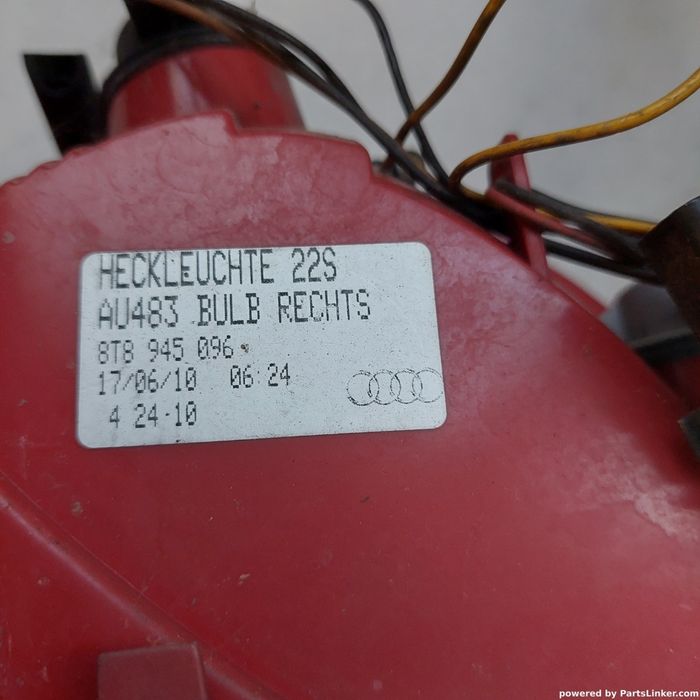 HECKLEUCHTE 22S
AU483 BULB RECHTS
8T8 945 096
17/06/10 06:24
4 24-10
powered by PartsLinker.com